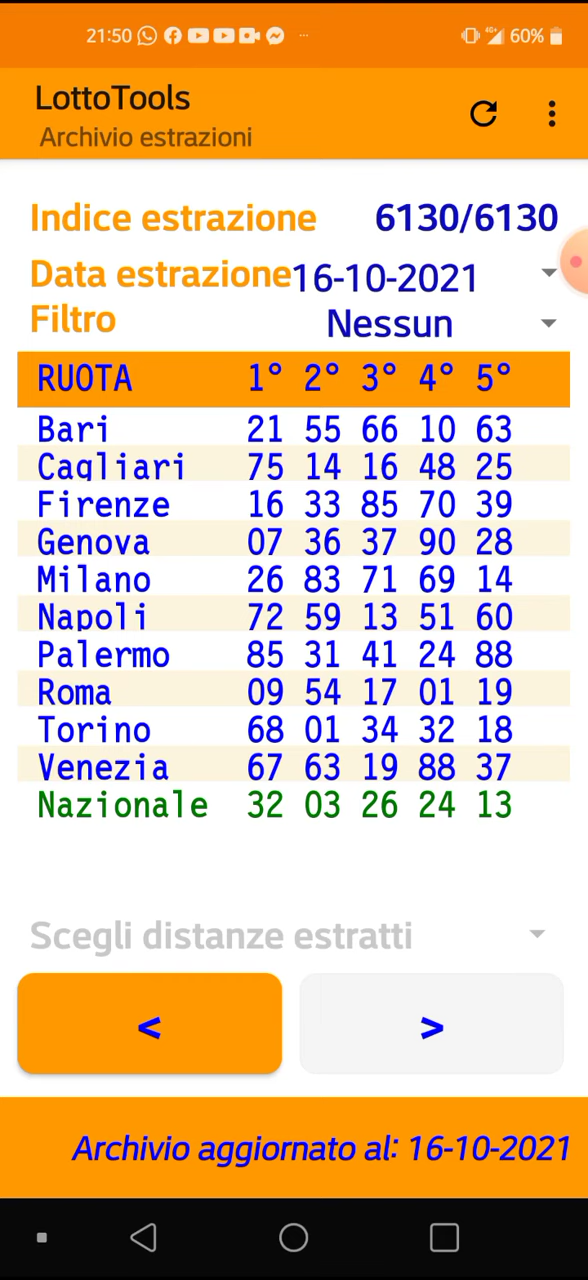 21:50 60%
LottoTools
Archivio estrazioni
Indice estrazione 6130/6130
Data estrazione 16-10-2021
Filtro Nessun
RUOTA 1° 2° 3° 4° 5°
Bari 21 55 66 10 63
Cagliari 75 14 16 48 25
Firenze 16 33 85 70 39
Genova 07 36 37 90 28
Milano 26 83 71 69 14
Napoli 72 59 13 51 60
Palermo 85 31 41 24 88
Roma 09 54 17 01 19
Torino 68 01 34 32 18
Venezia 67 63 19 88 37
Nazionale 32 03 26 24 13
Scegli distanze estratti
< >
Archivio aggiornato al: 16-10-2021